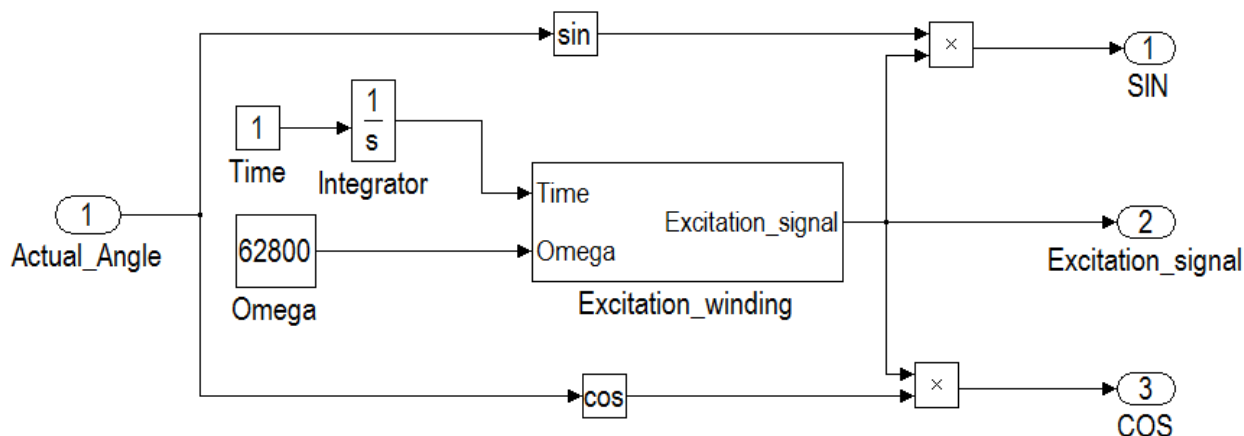 sin
×
1
SIN
1
Time
1
s
Integrator
Time
Excitation_signal
Omega
Excitation_winding
1
Actual_Angle
62800
Omega
2
Excitation_signal
cos
×
3
COS